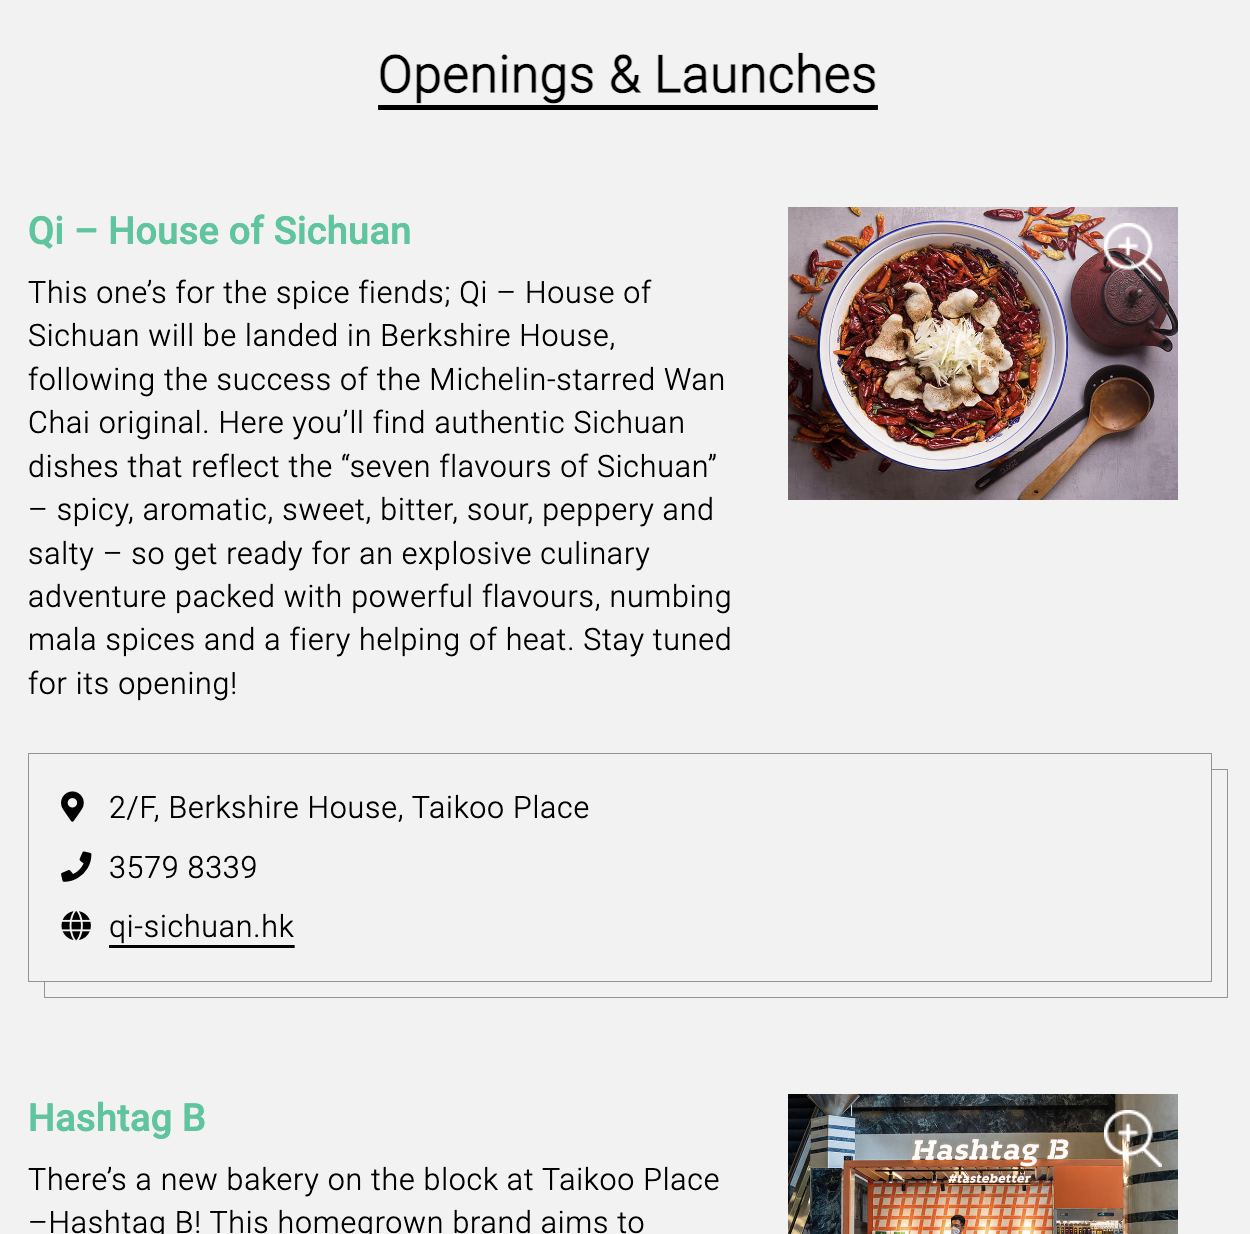 Openings & Launches
Qi – House of Sichuan
This one’s for the spice fiends; Qi – House of
Sichuan will be landed in Berkshire House,
following the success of the Michelin-starred Wan
Chai original. Here you’ll find authentic Sichuan
dishes that reflect the “seven flavours of Sichuan”
– spicy, aromatic, sweet, bitter, sour, peppery and
salty – so get ready for an explosive culinary
adventure packed with powerful flavours, numbing
mala spices and a fiery helping of heat. Stay tuned
for its opening!
2/F, Berkshire House, Taikoo Place
3579 8339
qi-sichuan.hk
Hashtag B
There’s a new bakery on the block at Taikoo Place
–Hashtag B! This homegrown brand aims to
Hashtag B
#tastebetter